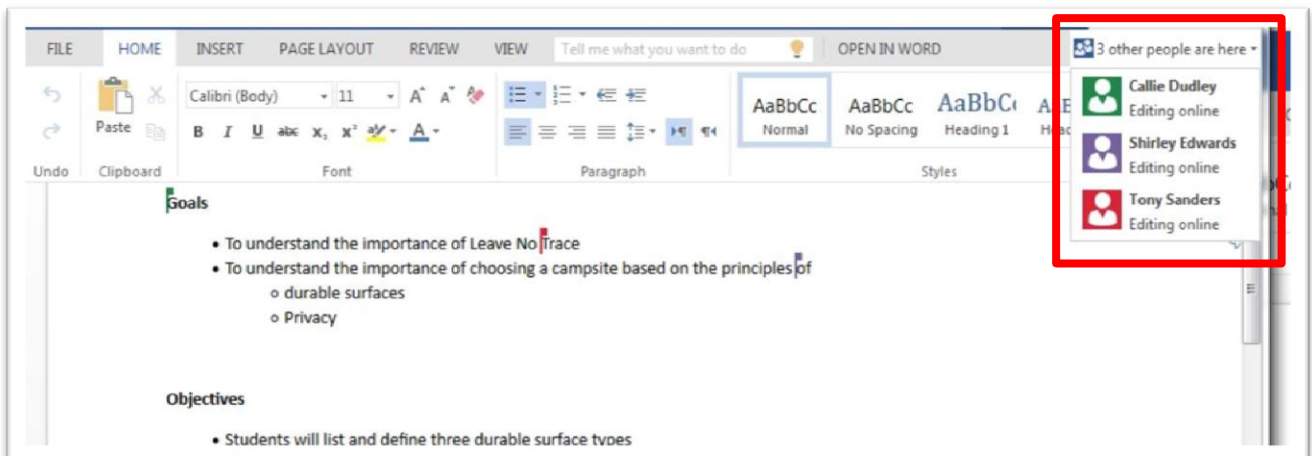 FILE HOME INSERT PAGE LAYOUT REVIEW VIEW Tell me what you want to do OPEN IN WORD
3 other people are here
Callie Dudley
Editing online
Shirley Edwards
Editing online
Tony Sanders
Editing online
Paste
Calibri (Body) 11 A A
B I U abc x₂ x² A
AaBbCc AaBbCc AaBbC
Normal No Spacing Heading 1
Undo Clipboard Font Paragraph Styles
Goals
• To understand the importance of Leave No Trace
• To understand the importance of choosing a campsite based on the principles of
o durable surfaces
o Privacy
Objectives
• Students will list and define three durable surface types